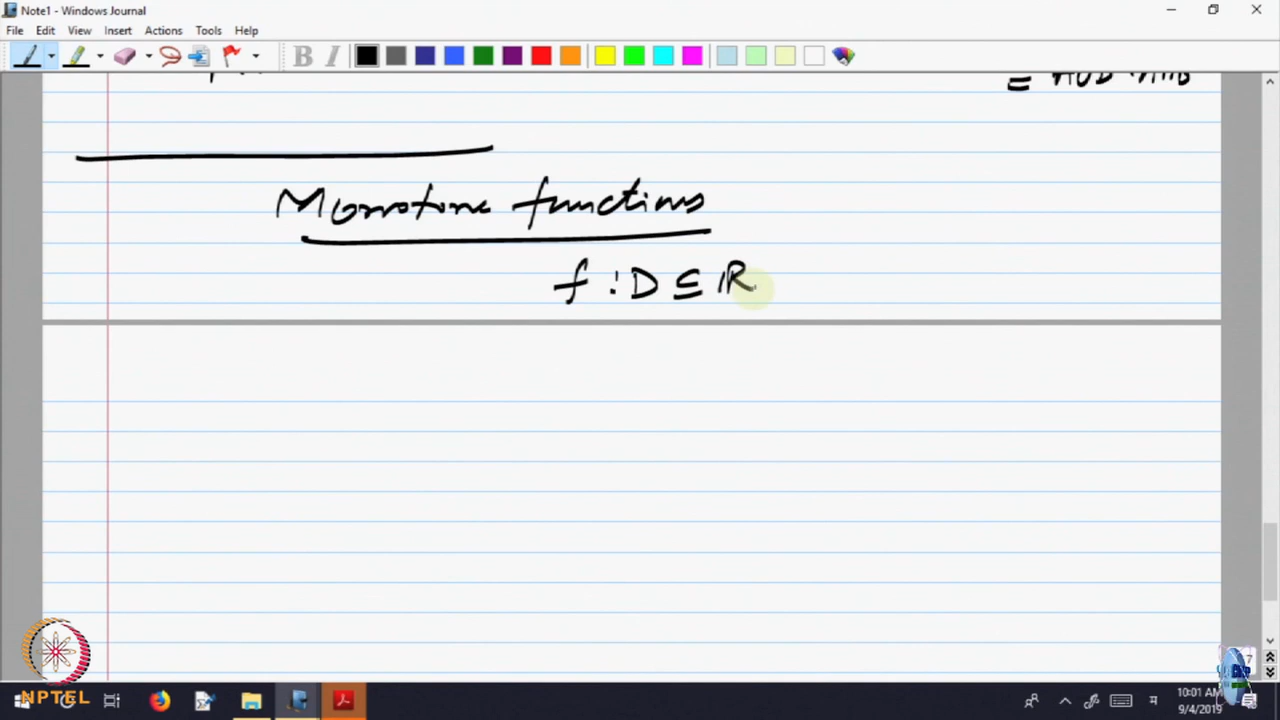 Note1 - Windows Journal
File Edit View Insert Actions Tools Help
B I
Monotone functions
f : D ⊆ ℝ
NPTEL
10:01 AM
9/4/2019